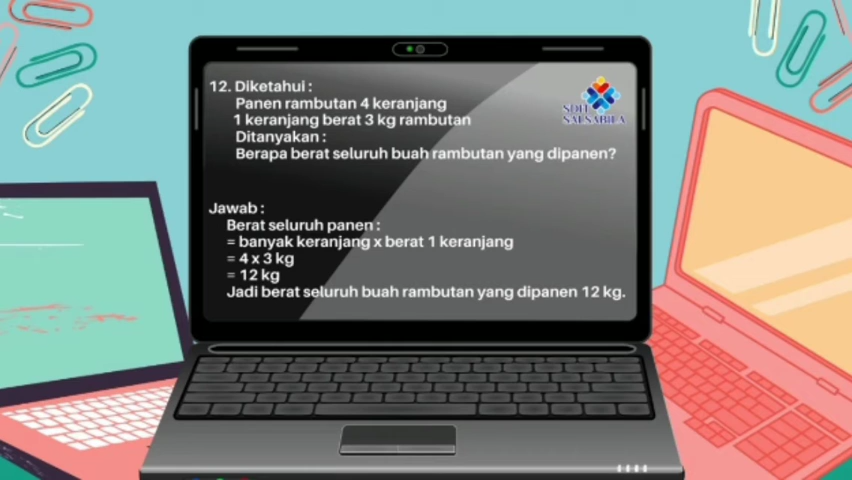 12. Diketahui :
Panen rambutan 4 keranjang
1 keranjang berat 3 kg rambutan
Ditanyakan :
Berapa berat seluruh buah rambutan yang dipanen?
SDIT
SALSABILA
Jawab :
Berat seluruh panen :
= banyak keranjang x berat 1 keranjang
= 4 x 3 kg
= 12 kg
Jadi berat seluruh buah rambutan yang dipanen 12 kg.